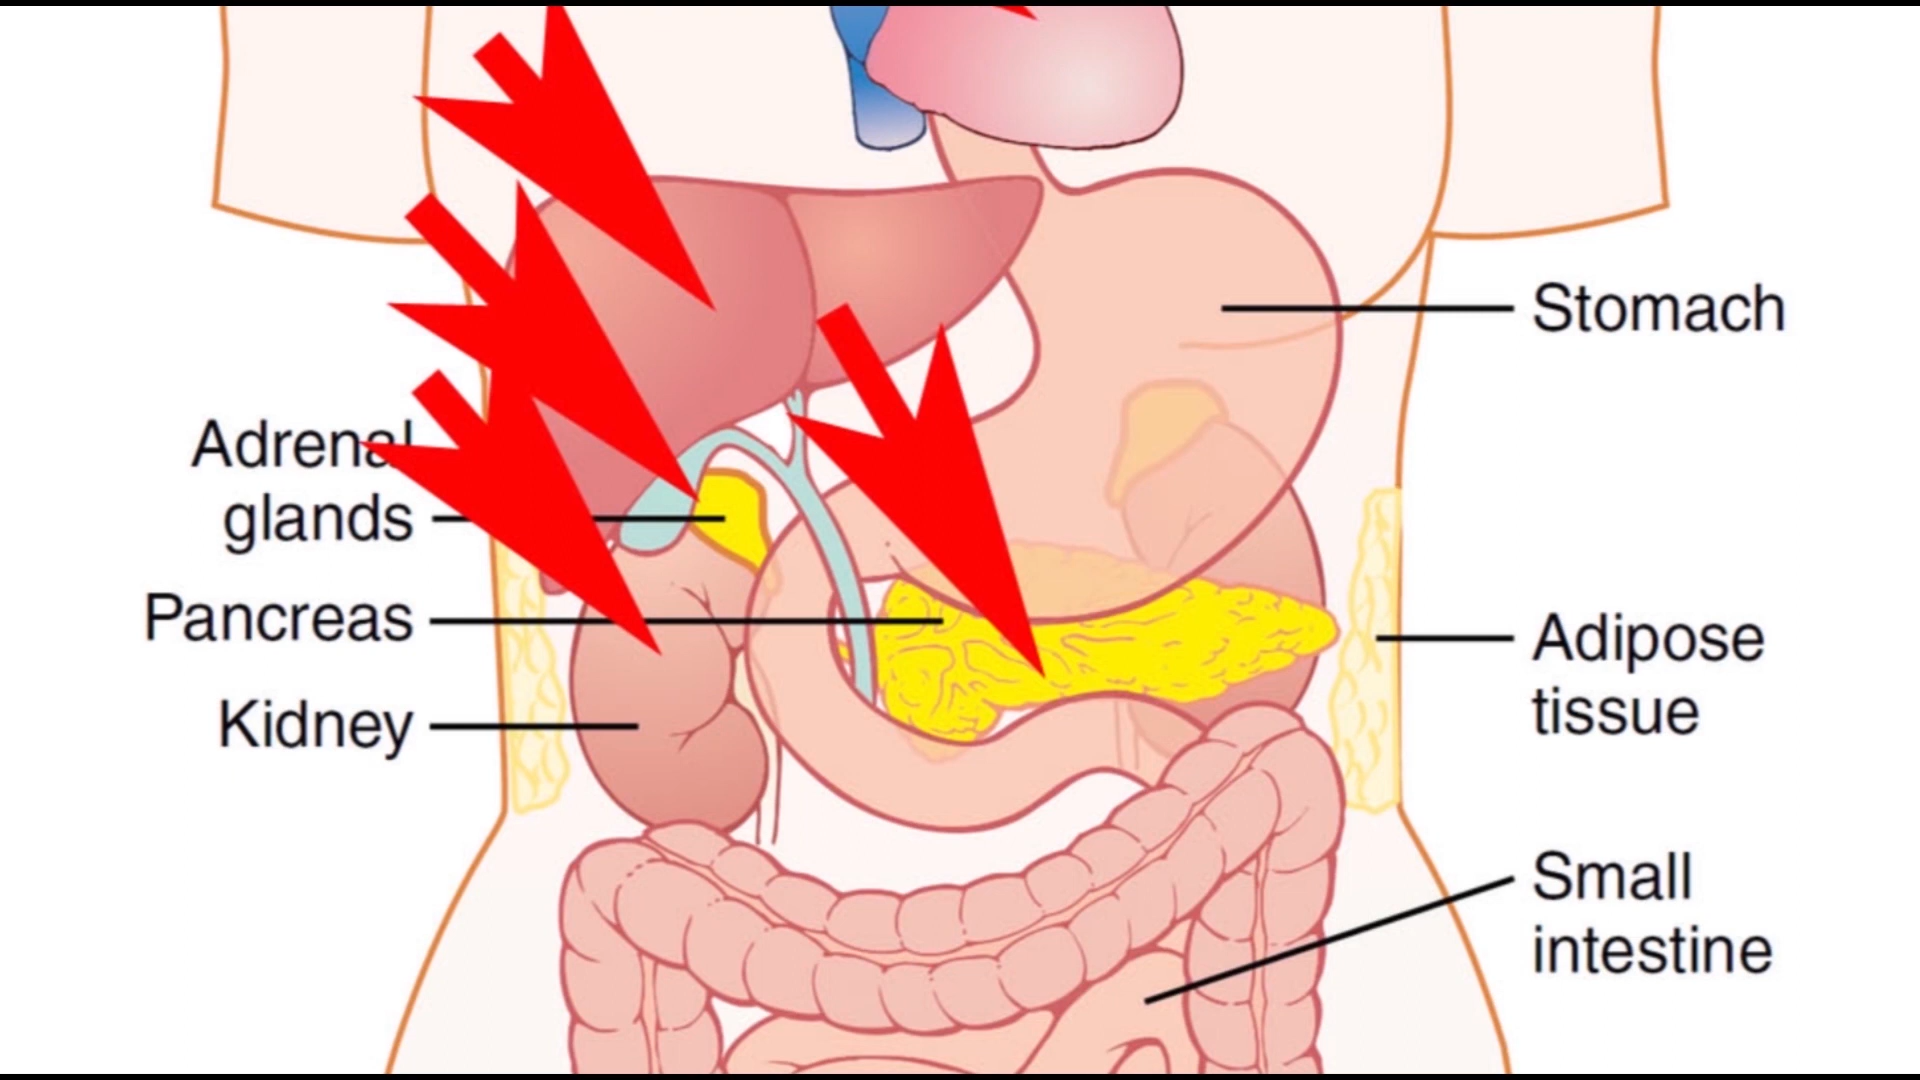 Adrenal
glands
Pancreas
Kidney
Stomach
Adipose
tissue
Small
intestine